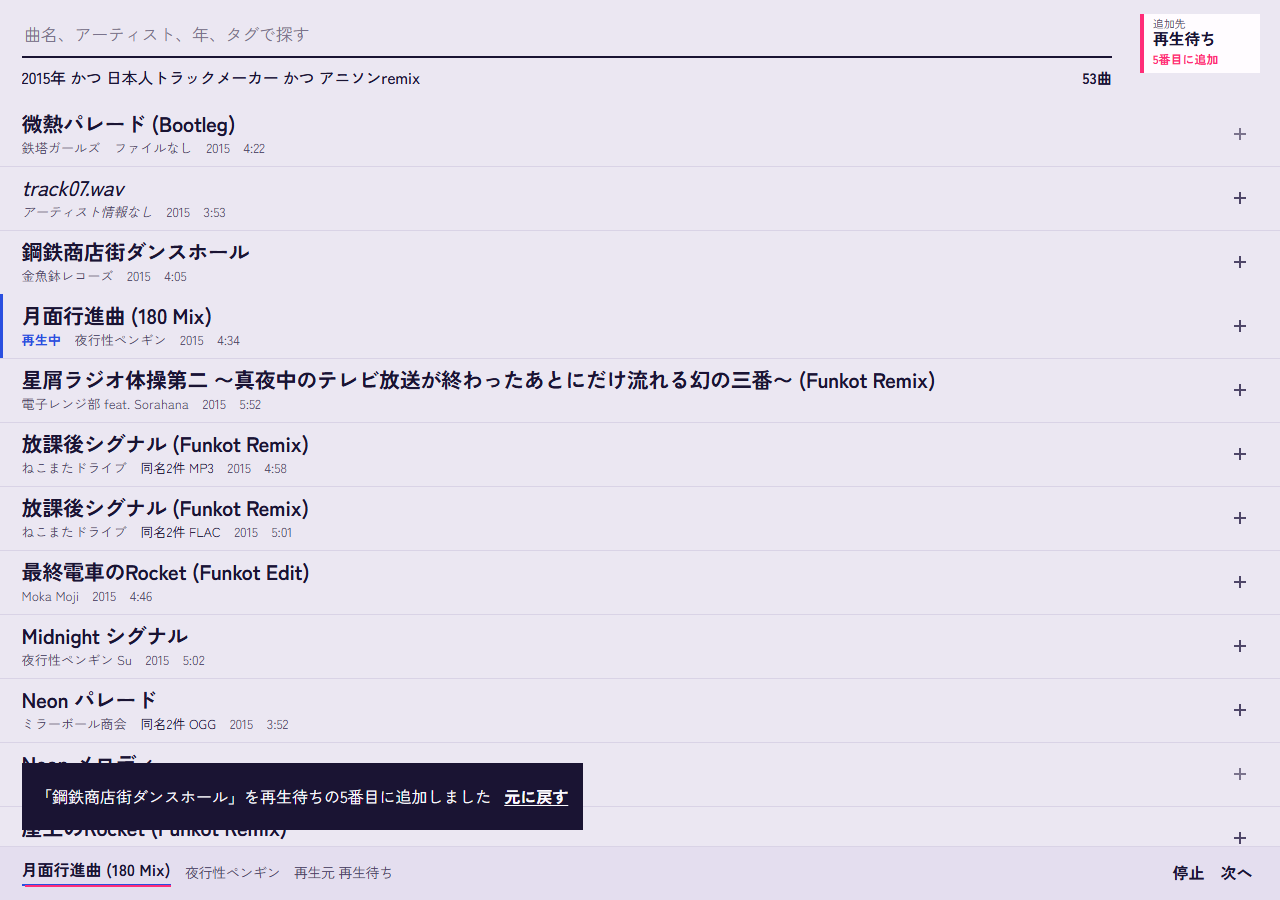 曲名、アーティスト、年、タグで探す
追加先
再生待ち
5番目に追加
2015年 かつ 日本人トラックメーカー かつ アニソンremix
53曲
微熱パレード (Bootleg)
鉄塔ガールズ ファイルなし 2015 4:22
track07.wav
アーティスト情報なし 2015 3:53
鋼鉄商店街ダンスホール
金魚鉢レコーズ 2015 4:05
月面行進曲 (180 Mix)
再生中 夜行性ペンギン 2015 4:34
星屑ラジオ体操第二 〜真夜中のテレビ放送が終わったあとにだけ流れる幻の三番〜 (Funkot Remix)
電子レンジ部 feat. Sorahana 2015 5:52
放課後シグナル (Funkot Remix)
ねこまたドライブ 同名2件 MP3 2015 4:58
放課後シグナル (Funkot Remix)
ねこまたドライブ 同名2件 FLAC 2015 5:01
最終電車のRocket (Funkot Edit)
Moka Moji 2015 4:46
Midnight シグナル
夜行性ペンギン Su 2015 5:02
Neon パレード
ミラーボール商会 同名2件 OGG 2015 3:52
Neon メロディ
「鋼鉄商店街ダンスホール」を再生待ちの5番目に追加しました 元に戻す
屋上のRocket (Funkot Remix)
月面行進曲 (180 Mix) 夜行性ペンギン 再生元 再生待ち
停止 次へ